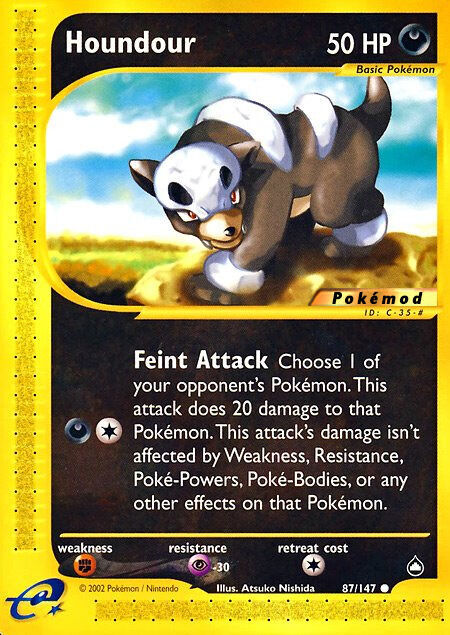 Houndour 50 HP
Basic Pokémon
Pokémod
ID: C-35-#
Feint Attack Choose 1 of
your opponent's Pokémon. This
attack does 20 damage to that
Pokémon. This attack's damage isn't
affected by Weakness, Resistance,
Poké-Powers, Poké-Bodies, or any
other effects on that Pokémon.
weakness resistance retreat cost
-30
© 2002 Pokémon / Nintendo Illus. Atsuko Nishida 87/147
e